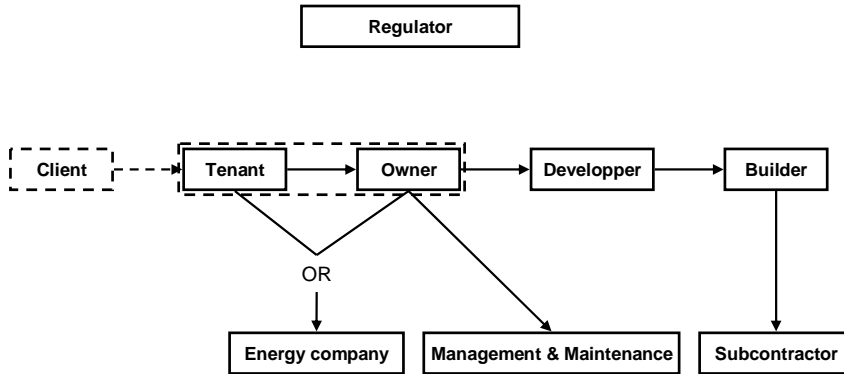 Regulator
Client
Tenant
Owner
Developper
Builder
OR
Energy company
Management & Maintenance
Subcontractor